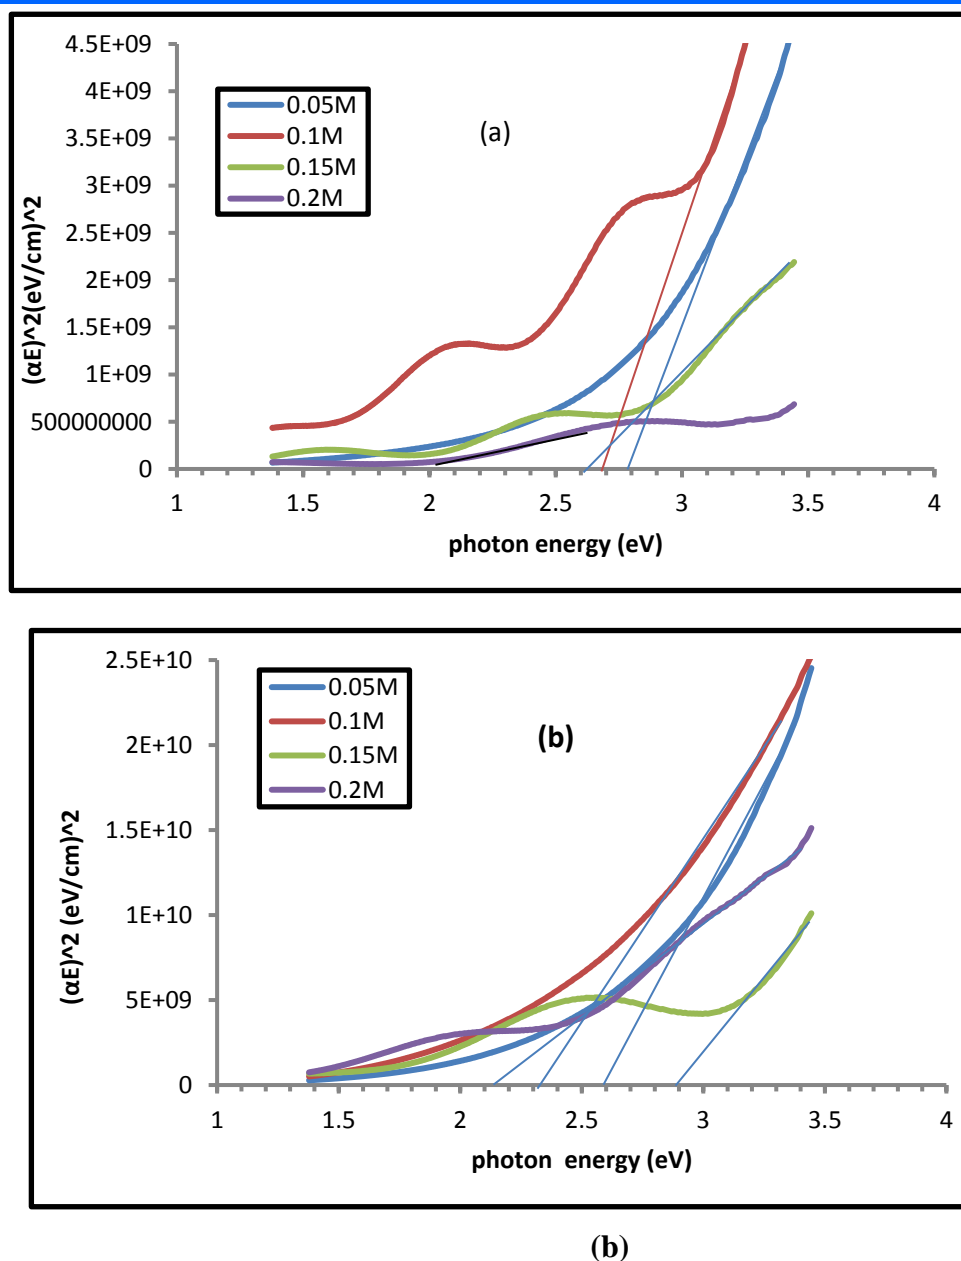 4.5E+09
4E+09
3.5E+09
3E+09
2.5E+09
2E+09
1.5E+09
1E+09
500000000
0
(αE)^2(eV/cm)^2
0.05M
0.1M
0.15M
0.2M
(a)
1 1.5 2 2.5 3 3.5 4
photon energy (eV)
2.5E+10
2E+10
1.5E+10
1E+10
5E+09
0
(αE)^2 (eV/cm)^2
0.05M
0.1M
0.15M
0.2M
(b)
1 1.5 2 2.5 3 3.5 4
photon energy (eV)
(b)